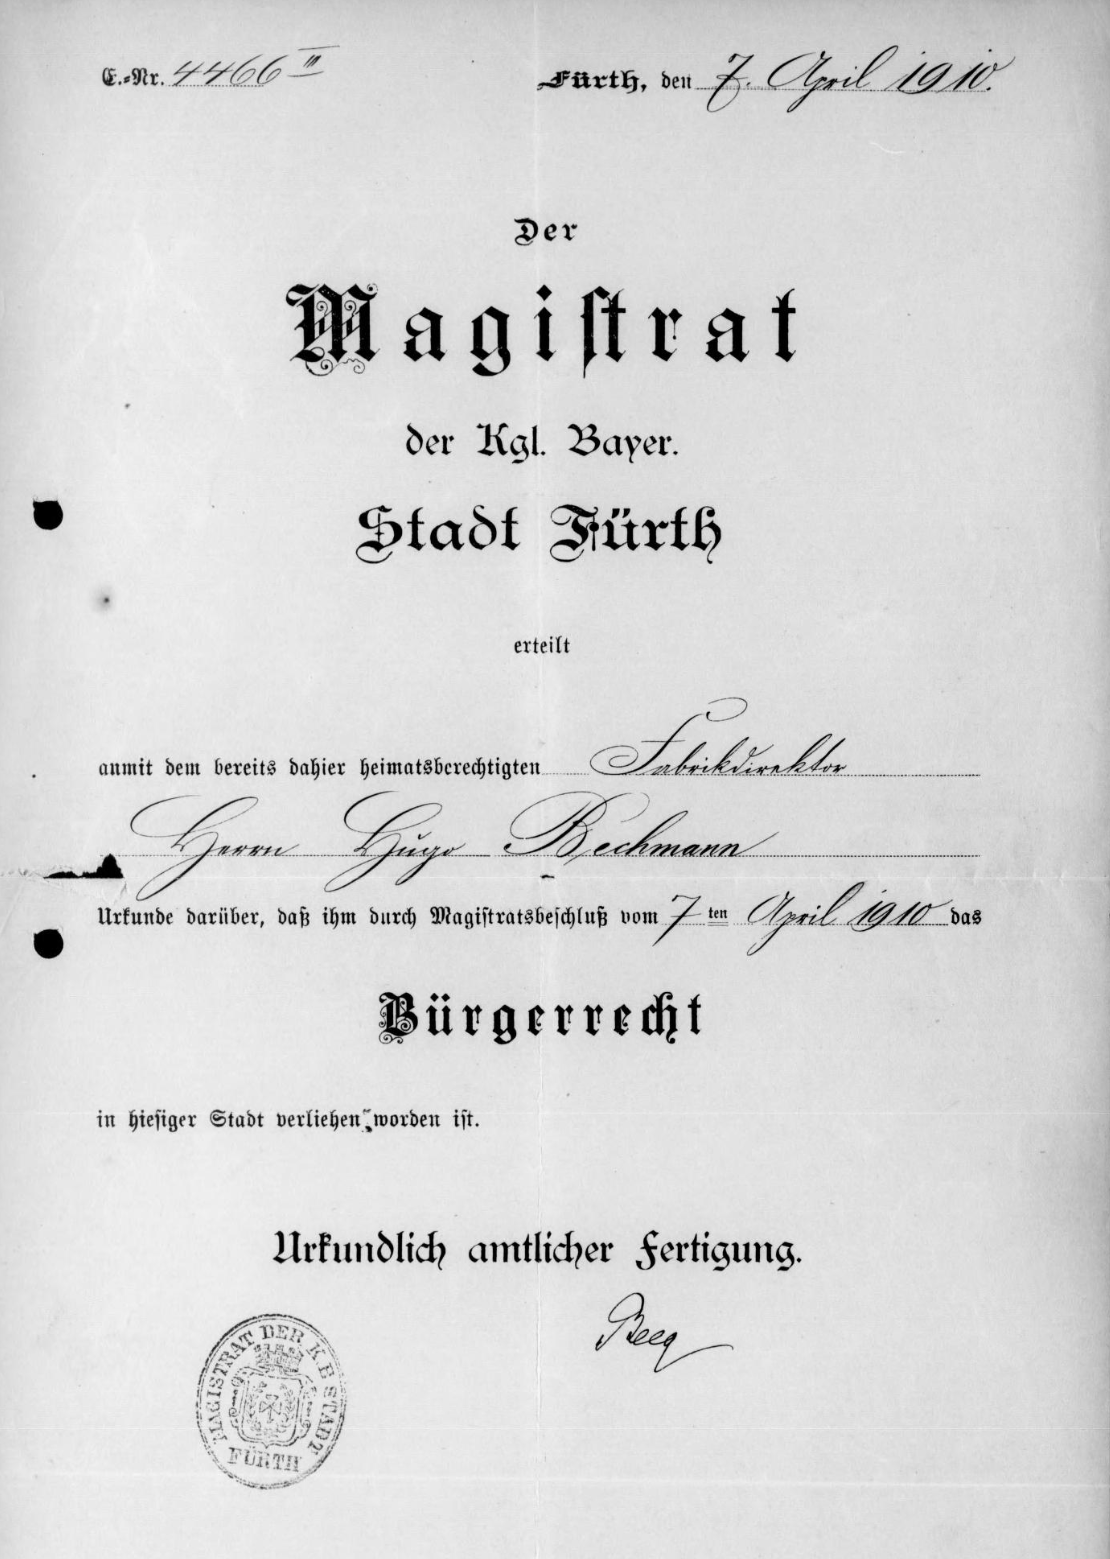 E.-Nr. 4466 III
Fürth, den 7. April 1910.
Der
Magistrat
der Kgl. Bayer.
Stadt Fürth
erteilt
anmit dem bereits dahier heimatsberechtigten Fabrikdirektor
Herrn Hugo Bechmann
Urkunde darüber, daß ihm durch Magistratsbeschluß vom 7ten April 1910 das
Bürgerrecht
in hiesiger Stadt verliehen worden ist.
Urkundlich amtlicher Fertigung.
MAGISTRAT DER K B STADT
FÜRTH